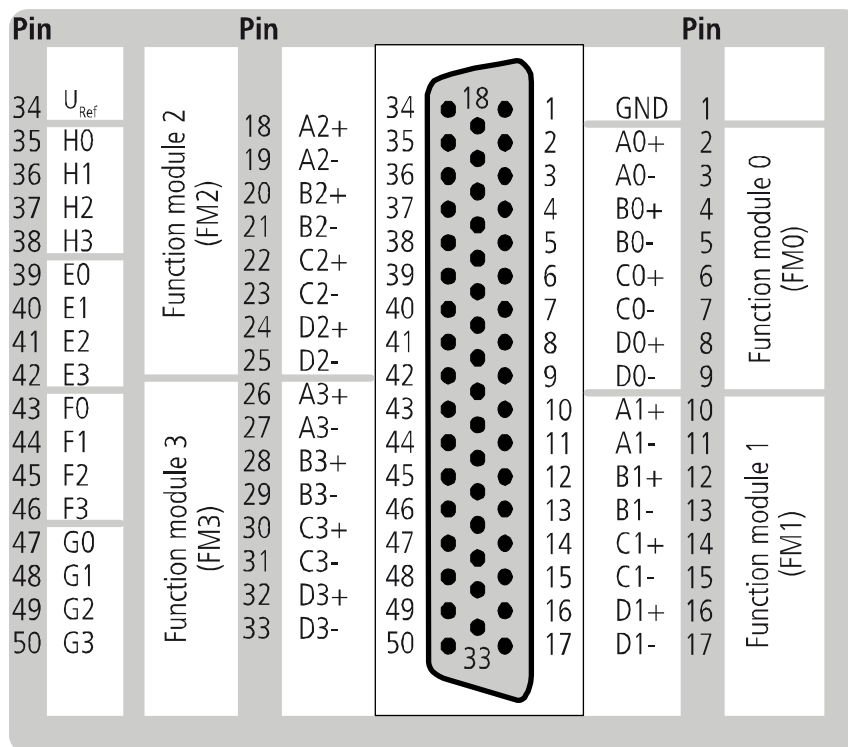 Pin Pin Pin
34 U Ref
35 H0
36 H1
37 H2
38 H3
39 E0
40 E1
41 E2
42 E3
43 F0
44 F1
45 F2
46 F3
47 G0
48 G1
49 G2
50 G3
Function module 2
(FM2)
Function module 3
(FM3)
18 A2+
19 A2-
20 B2+
21 B2-
22 C2+
23 C2-
24 D2+
25 D2-
26 A3+
27 A3-
28 B3+
29 B3-
30 C3+
31 C3-
32 D3+
33 D3-
34
35
36
37
38
39
40
41
42
43
44
45
46
47
48
49
50
18
33
1
2
3
4
5
6
7
8
9
10
11
12
13
14
15
16
17
GND 1
A0+ 2
A0- 3
B0+ 4
B0- 5
C0+ 6
C0- 7
D0+ 8
D0- 9
A1+ 10
A1- 11
B1+ 12
B1- 13
C1+ 14
C1- 15
D1+ 16
D1- 17
Function module 0
(FM0)
Function module 1
(FM1)